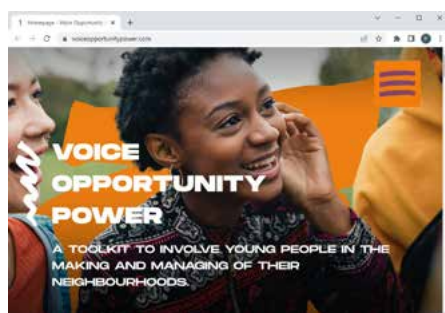 Homepage - Voice Opportunity
voiceopportunitypower.com
VOICE
OPPORTUNITY
POWER
A TOOLKIT TO INVOLVE YOUNG PEOPLE IN THE
MAKING AND MANAGING OF THEIR
NEIGHBOURHOODS.